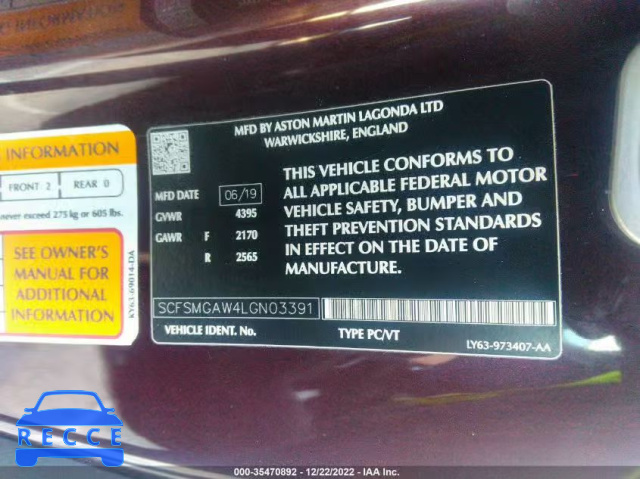 INFORMATION
FRONT 2 REAR 0
never exceed 275 kg or 605 lbs.
SEE OWNER'S
MANUAL FOR
ADDITIONAL
INFORMATION
KY63-69014-DA
MFD BY ASTON MARTIN LAGONDA LTD
WARWICKSHIRE, ENGLAND
MFD DATE 06/19
GVWR 4395
GAWR F 2170
R 2565
THIS VEHICLE CONFORMS TO
ALL APPLICABLE FEDERAL MOTOR
VEHICLE SAFETY, BUMPER AND
THEFT PREVENTION STANDARDS
IN EFFECT ON THE DATE OF
MANUFACTURE.
SCFSMGAW4LGN03391
VEHICLE IDENT. No. TYPE PC/VT
LY63-973407-AA
RECCE
000-35470892 - 12/22/2022 - IAA Inc.